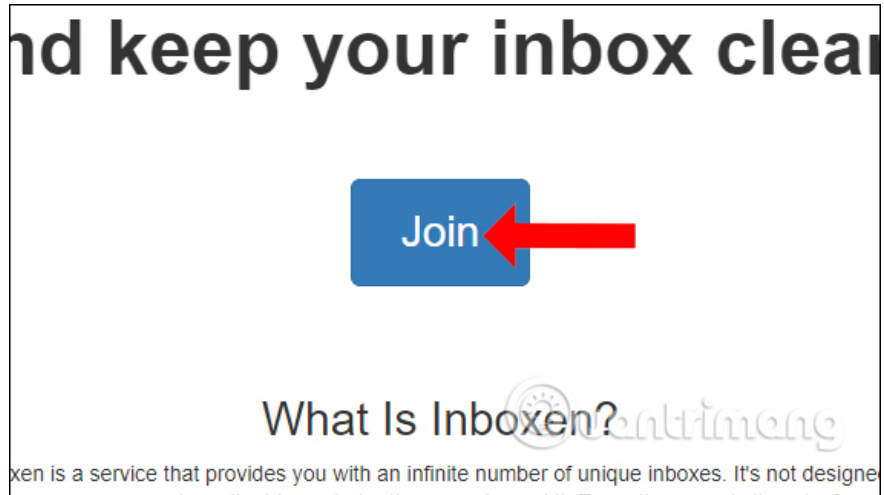 nd keep your inbox clea
Join
What Is Inboxen?
uantrimang
xen is a service that provides you with an infinite number of unique inboxes. It's not designe